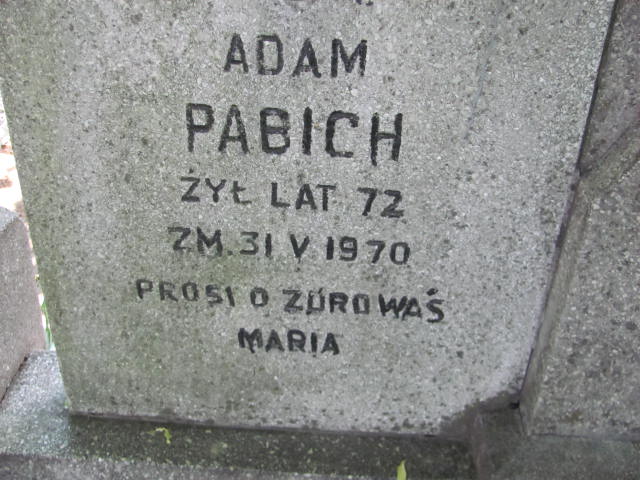 ADAM
PABICH
ŻYŁ LAT 72
ZM. 31 V 1970
PROSI O ZDROWAŚ
MARIA